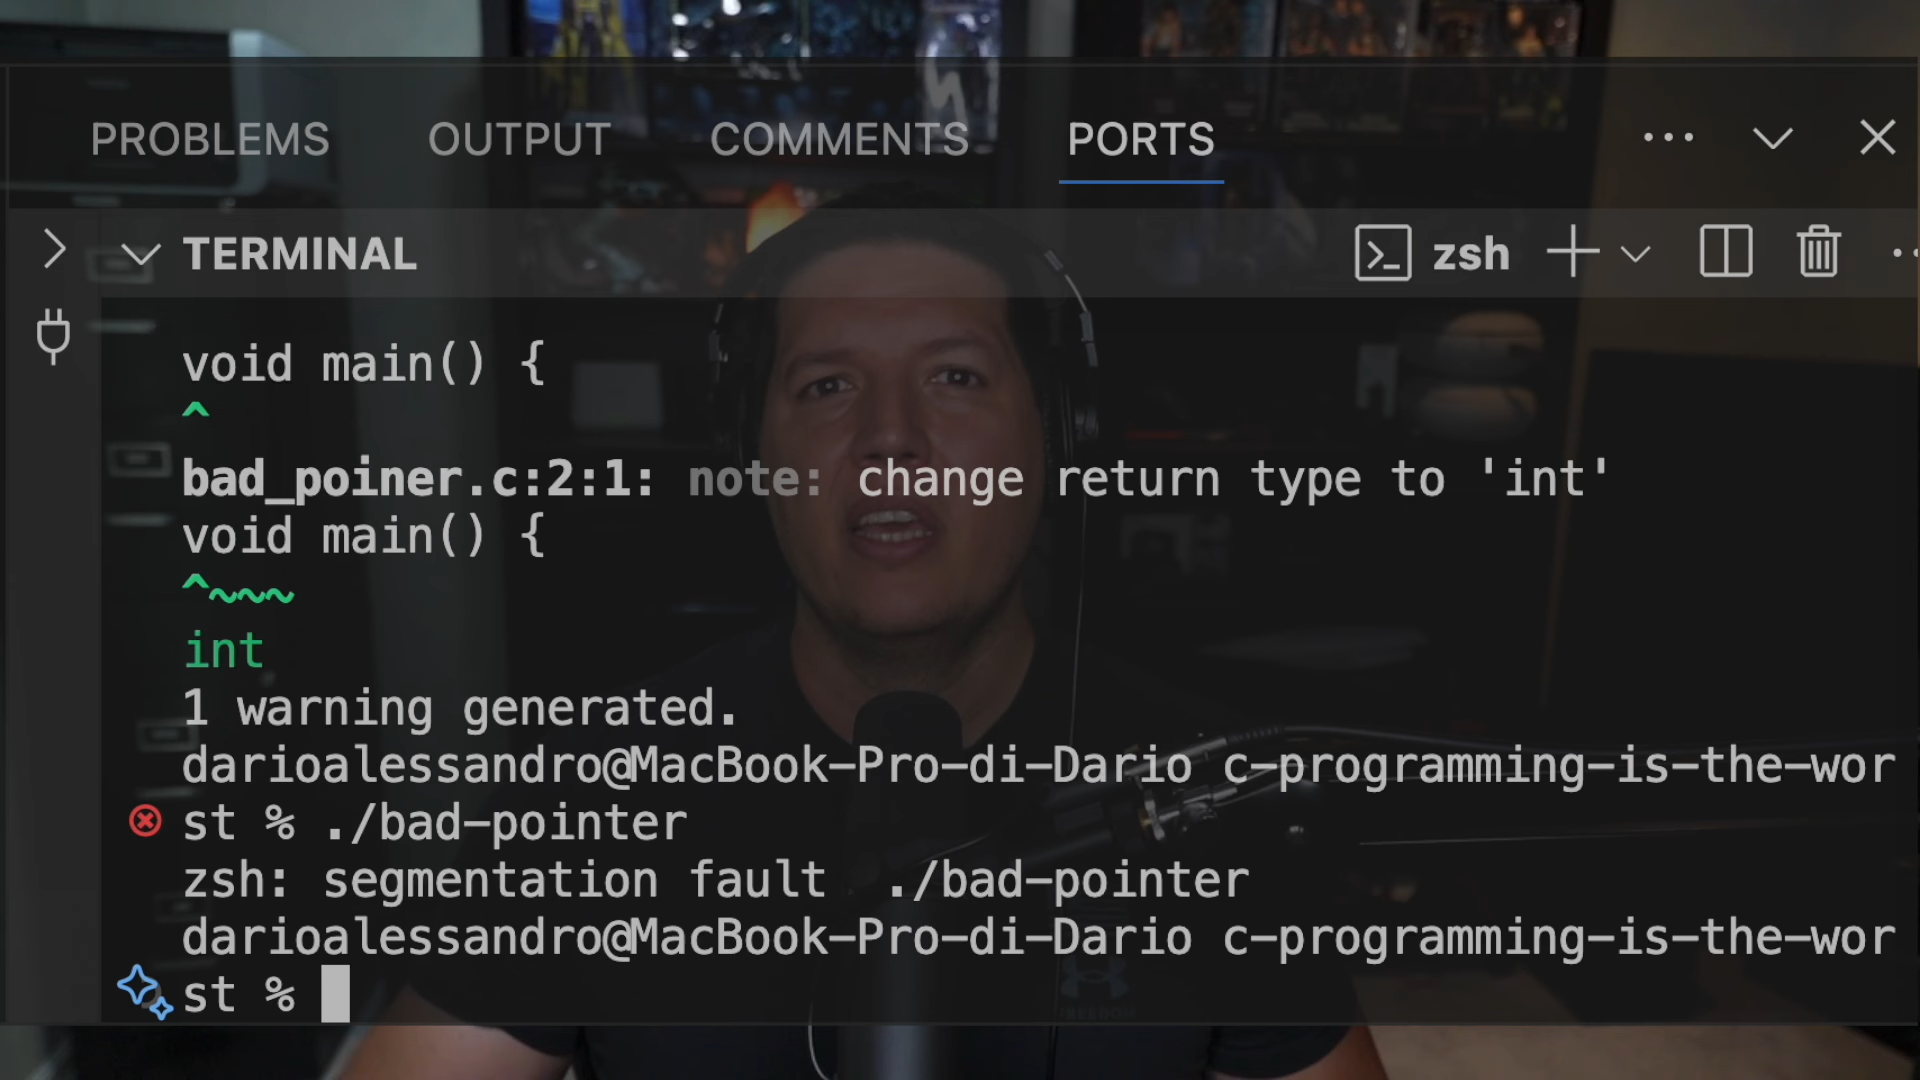 PROBLEMS OUTPUT COMMENTS PORTS
TERMINAL zsh
void main() {
^
bad_poiner.c:2:1: note: change return type to 'int'
void main() {
^~~~
int
1 warning generated.
darioalessandro@MacBook-Pro-di-Dario c-programming-is-the-wor
st % ./bad-pointer
zsh: segmentation fault ./bad-pointer
darioalessandro@MacBook-Pro-di-Dario c-programming-is-the-wor
st %
FREEDOM